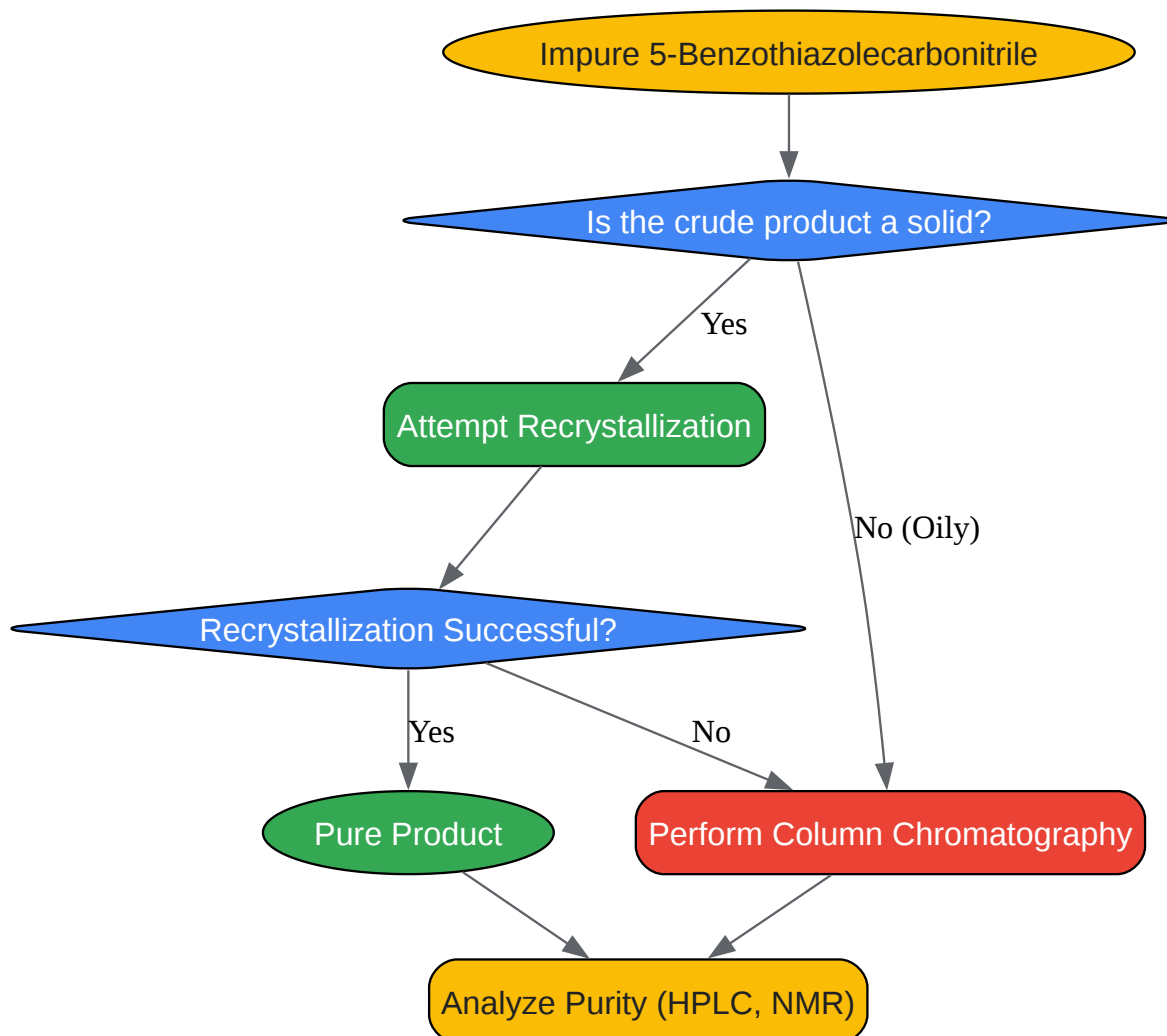 Impure 5-Benzothiazolecarbonitrile
Is the crude product a solid?
Yes
Attempt Recrystallization
No (Oily)
Recrystallization Successful?
Yes
No
Pure Product
Perform Column Chromatography
Analyze Purity (HPLC, NMR)